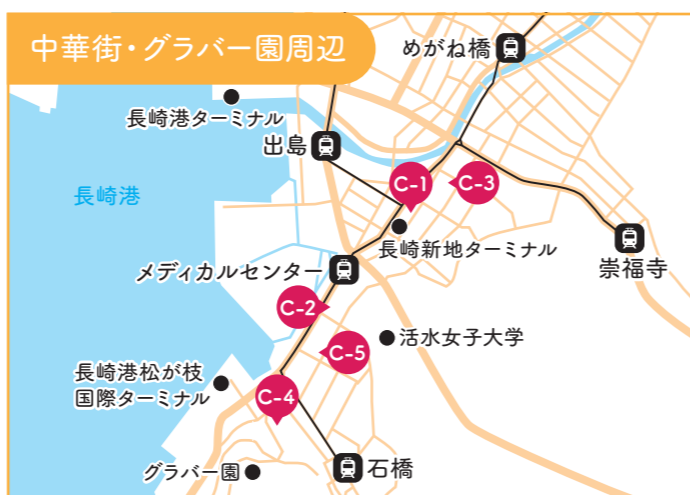 中華街・グラバー園周辺
めがね橋
長崎港ターミナル
出島
長崎港
C-1
C-3
長崎新地ターミナル
崇福寺
メディカルセンター
C-2
活水女子大学
C-5
長崎港松が枝
国際ターミナル
C-4
グラバー園
石橋